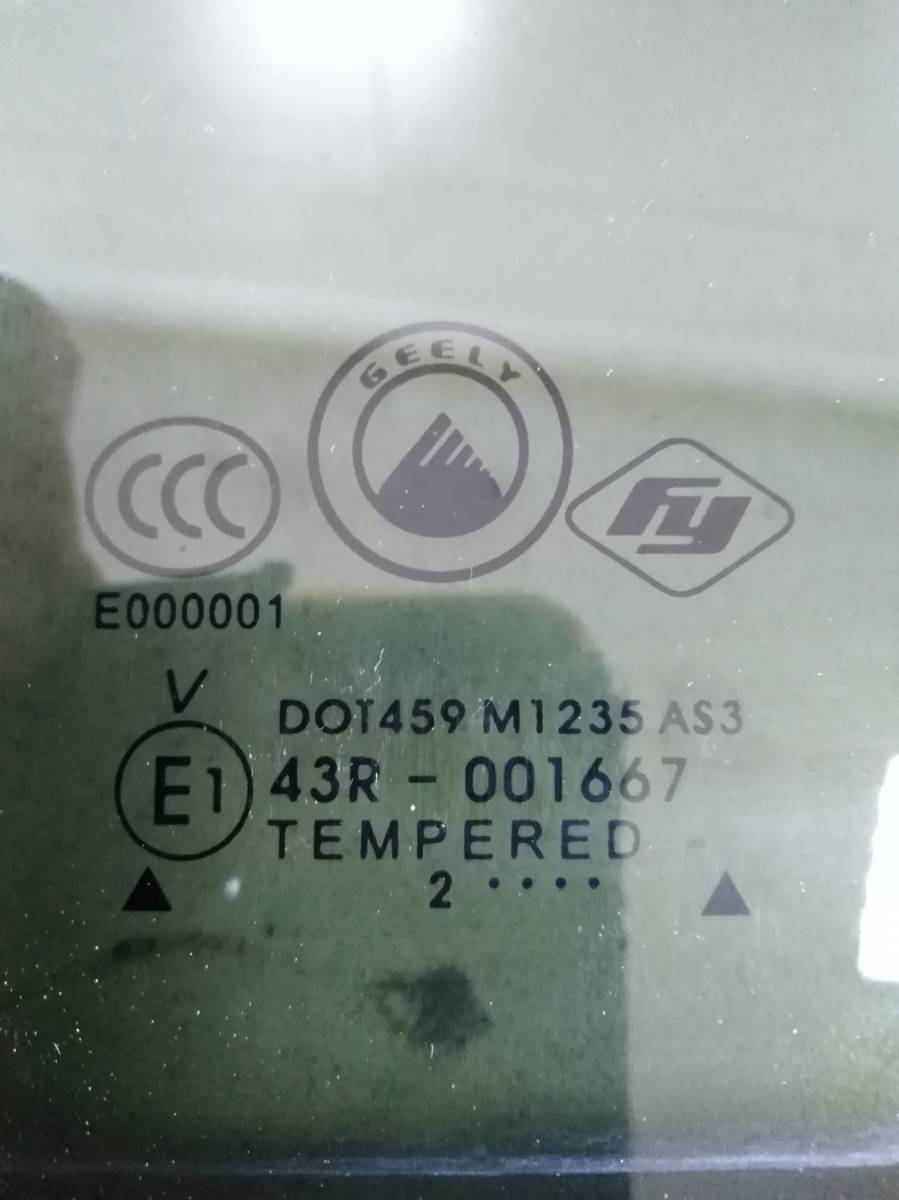 GEELY
CCC
FY
E000001
V
DOT459 M1235 AS3
E1 43R - 001667
TEMPERED
2 ····